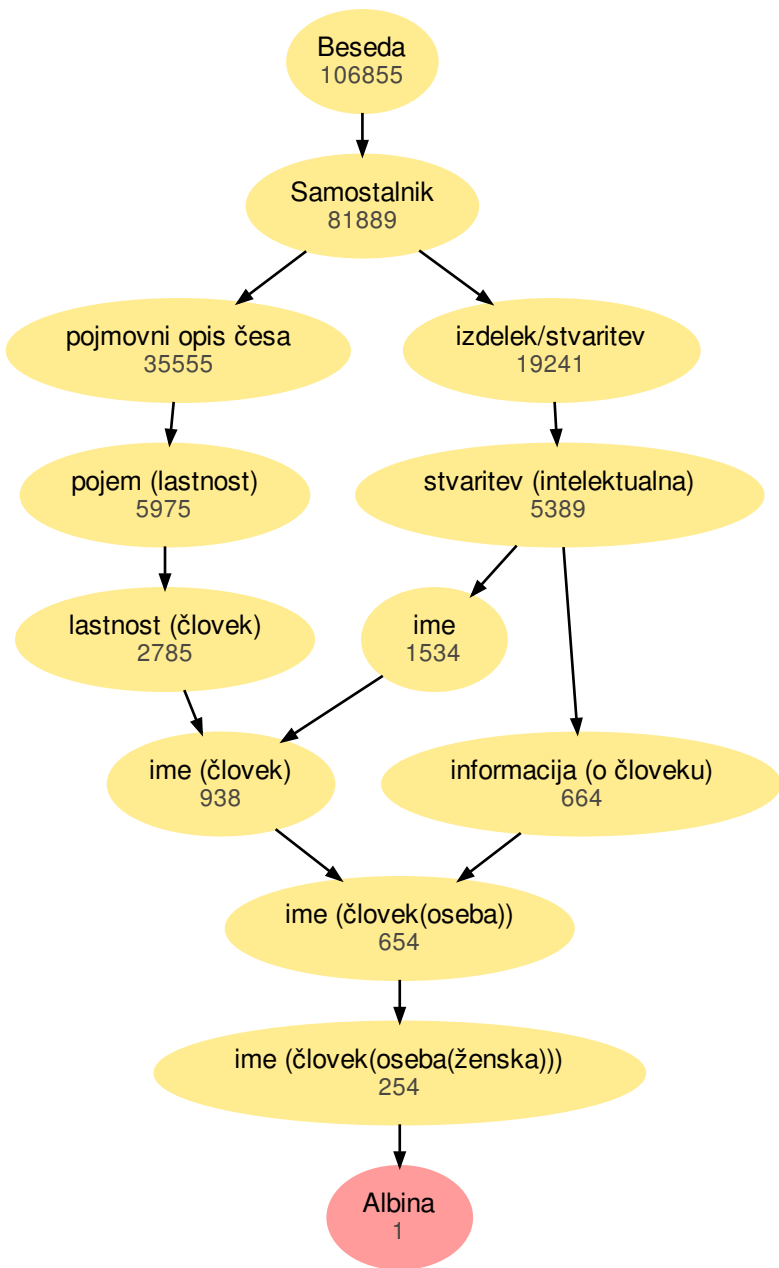 Beseda
106855
Samostalnik
81889
pojmovni opis česa
35555
izdelek/stvaritev
19241
pojem (lastnost)
5975
stvaritev (intelektualna)
5389
lastnost (človek)
2785
ime
1534
ime (človek)
938
informacija (o človeku)
664
ime (človek(oseba))
654
ime (človek(oseba(ženska)))
254
Albina
1